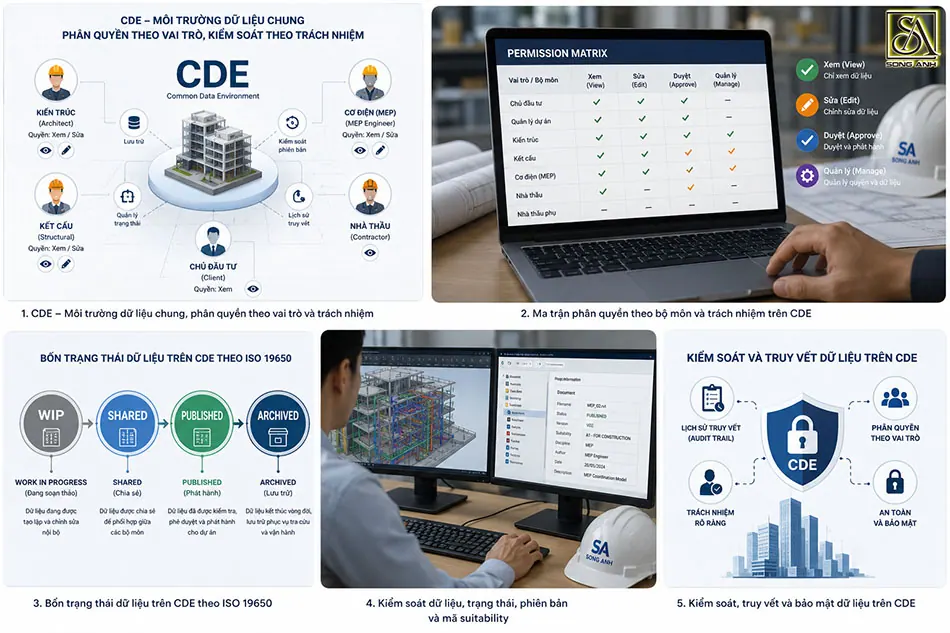 CDE – MÔI TRƯỜNG DỮ LIỆU CHUNG
PHÂN QUYỀN THEO VAI TRÒ, KIỂM SOÁT THEO TRÁCH NHIỆM
CDE
Common Data Environment
KIẾN TRÚC
(Architect)
Quyền: Xem / Sửa
Lưu trữ
Kiểm soát
phiên bản
CƠ ĐIỆN (MEP)
(MEP Engineer)
Quyền: Xem / Sửa
KẾT CẤU
(Structural)
Quyền: Xem / Sửa
Quản lý
trạng thái
Lịch sử
truy vết
NHÀ THẦU
(Contractor)
CHỦ ĐẦU TƯ
(Client)
Quyền: Xem
1. CDE – Môi trường dữ liệu chung, phân quyền theo vai trò và trách nhiệm
PERMISSION MATRIX
Vai trò / Bộ môn
Xem
(View)
Sửa
(Edit)
Duyệt
(Approve)
Quản lý
(Manage)
Chủ đầu tư
Quản lý dự án
Kiến trúc
Kết cấu
Cơ điện (MEP)
Nhà thầu
Nhà thầu phụ
SA
SONG ANH
Xem (View)
Chỉ xem dữ liệu
Sửa (Edit)
Chỉnh sửa dữ liệu
Duyệt (Approve)
Duyệt và phát hành
Quản lý (Manage)
Quản lý quyền và dữ liệu
SA
SONG ANH
2. Ma trận phân quyền theo bộ môn và trách nhiệm trên CDE
BỐN TRẠNG THÁI DỮ LIỆU TRÊN CDE THEO ISO 19650
WIP
SHARED
PUBLISHED
ARCHIVED
WORK IN PROGRESS
(Đang soạn thảo)
Dữ liệu đang được
tạo lập và chỉnh sửa
nội bộ
SHARED
(Chia sẻ)
Dữ liệu được chia sẻ
để phối hợp giữa
các bộ môn
PUBLISHED
(Phát hành)
Dữ liệu đã được kiểm tra,
phê duyệt và phát hành
cho dự án
ARCHIVED
(Lưu trữ)
Dữ liệu kết thúc vòng đời,
lưu trữ phục vụ tra cứu
và vận hành
3. Bốn trạng thái dữ liệu trên CDE theo ISO 19650
Document
Status
PUBLISHED
Version
Suitability
A1 - FOR CONSTRUCTION
Discipline
MEP
Author
MEP Engineer
Date
Description
MEP Coordination Model
SA
SONG ANH
4. Kiểm soát dữ liệu, trạng thái, phiên bản
và mã suitability
KIỂM SOÁT VÀ TRUY VẾT DỮ LIỆU TRÊN CDE
LỊCH SỬ TRUY VẾT
(AUDIT TRAIL)
PHÂN QUYỀN
THEO VAI TRÒ
CDE
TRÁCH NHIỆM
RÕ RÀNG
AN TOÀN
VÀ BẢO MẬT
5. Kiểm soát, truy vết và bảo mật dữ liệu trên CDE